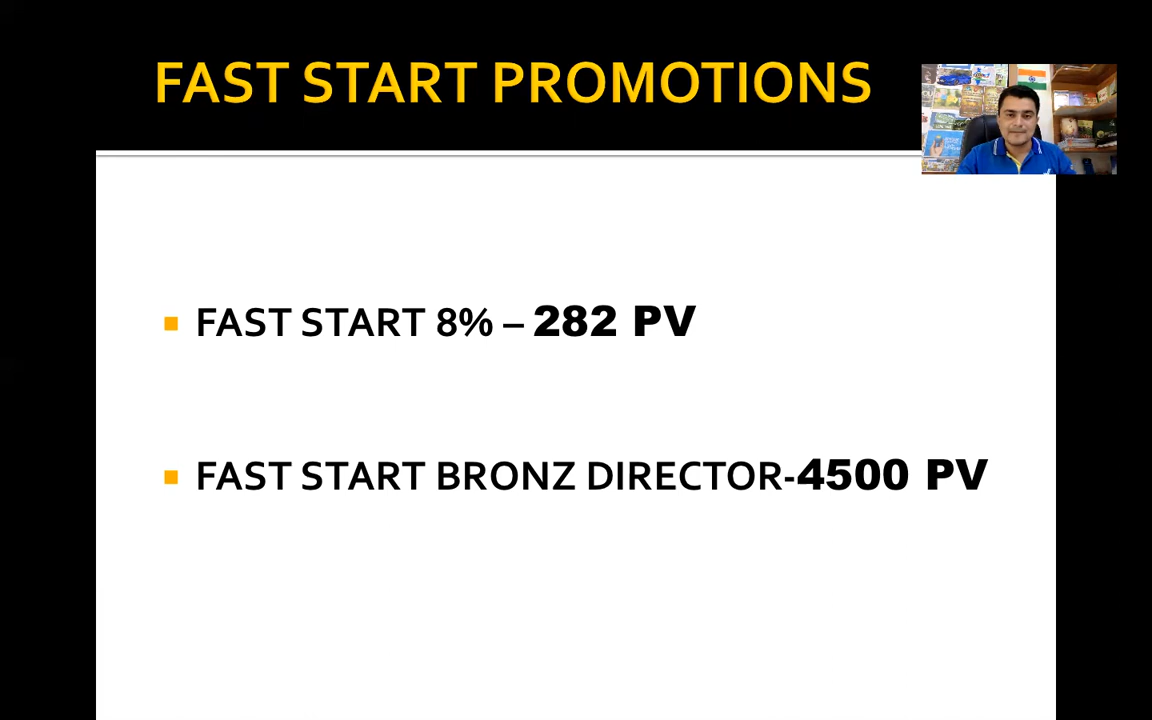 FAST START PROMOTIONS
FAST START 8% – 282 PV
FAST START BRONZ DIRECTOR-4500 PV